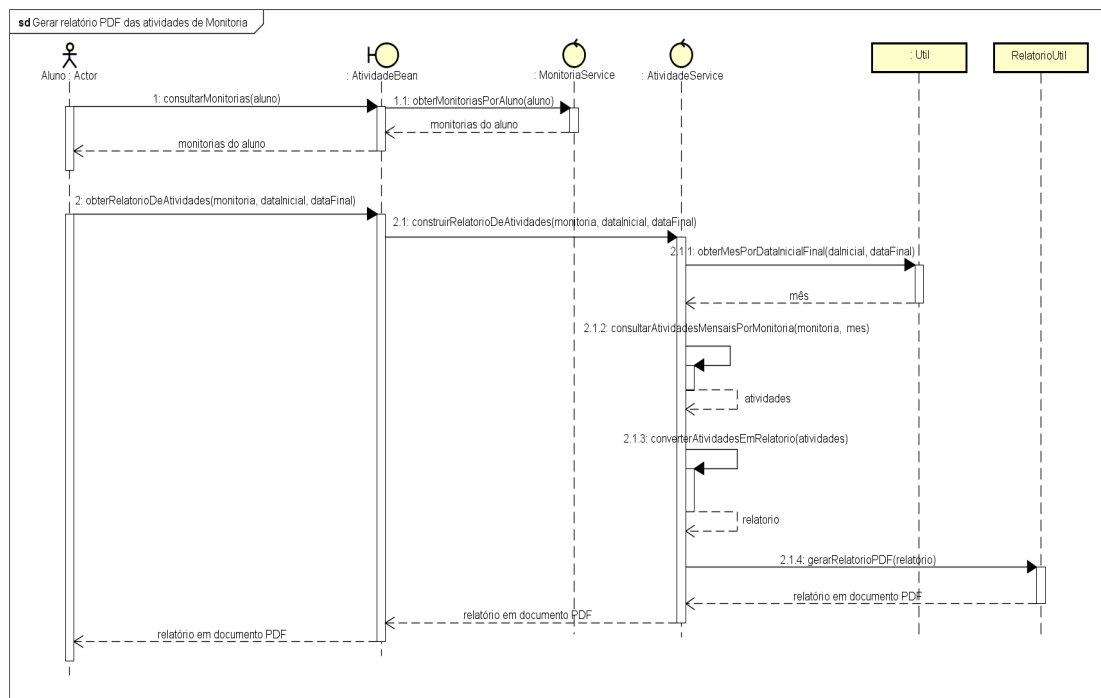 sd Gerar relatório PDF das atividades de Monitoria
Aluno : Actor
: AtividadeBean
: MonitoriaService
: AtividadeService
: Util
RelatorioUtil
1: consultarMonitorias(aluno)
1.1: obterMonitoriasPorAluno(aluno)
monitorias do aluno
monitorias do aluno
2: obterRelatorioDeAtividades(monitoria, dataInicial, dataFinal)
2.1: construirRelatorioDeAtividades(monitoria, dataInicial, dataFinal)
2.1.1: obterMesPorDataInicialFinal(daInicial, dataFinal)
mês
2.1.2: consultarAtividadesMensaisPorMonitoria(monitoria, mes)
atividades
2.1.3: converterAtividadesEmRelatorio(atividades)
relatorio
2.1.4: gerarRelatorioPDF(relatório)
relatório em documento PDF
relatório em documento PDF
relatório em documento PDF